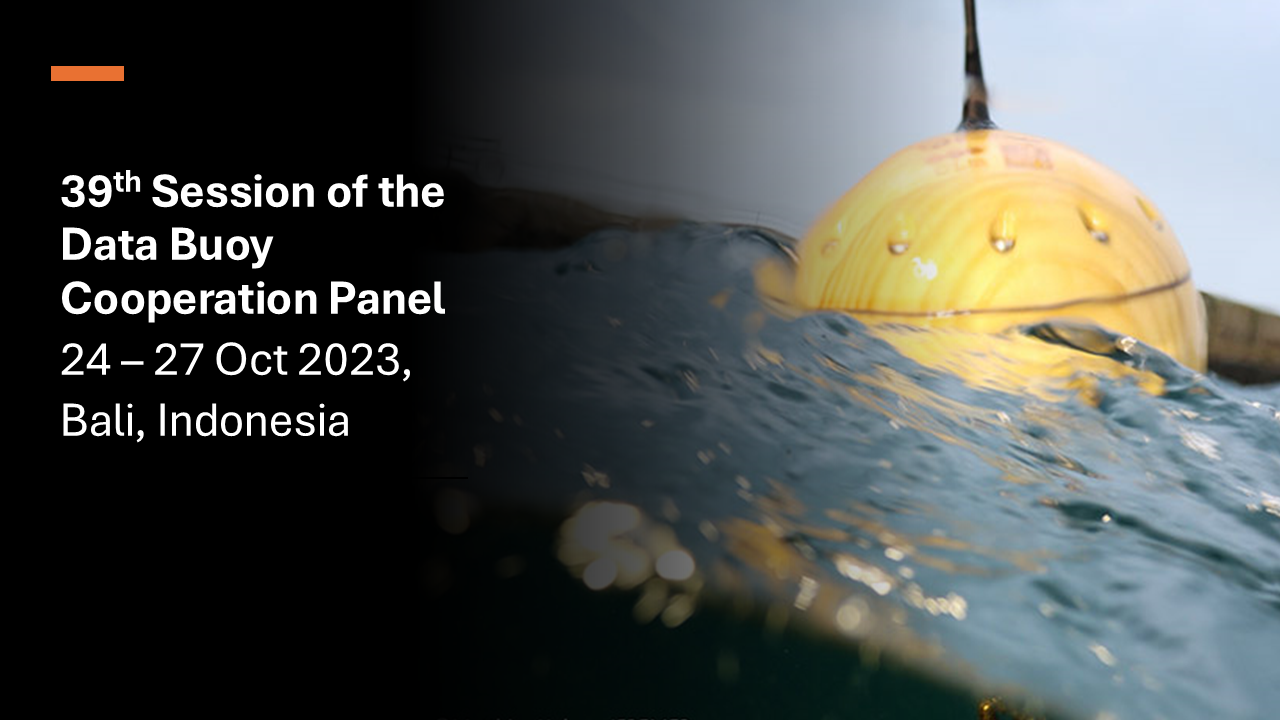 39th Session of the
Data Buoy
Cooperation Panel
24 – 27 Oct 2023,
Bali, Indonesia